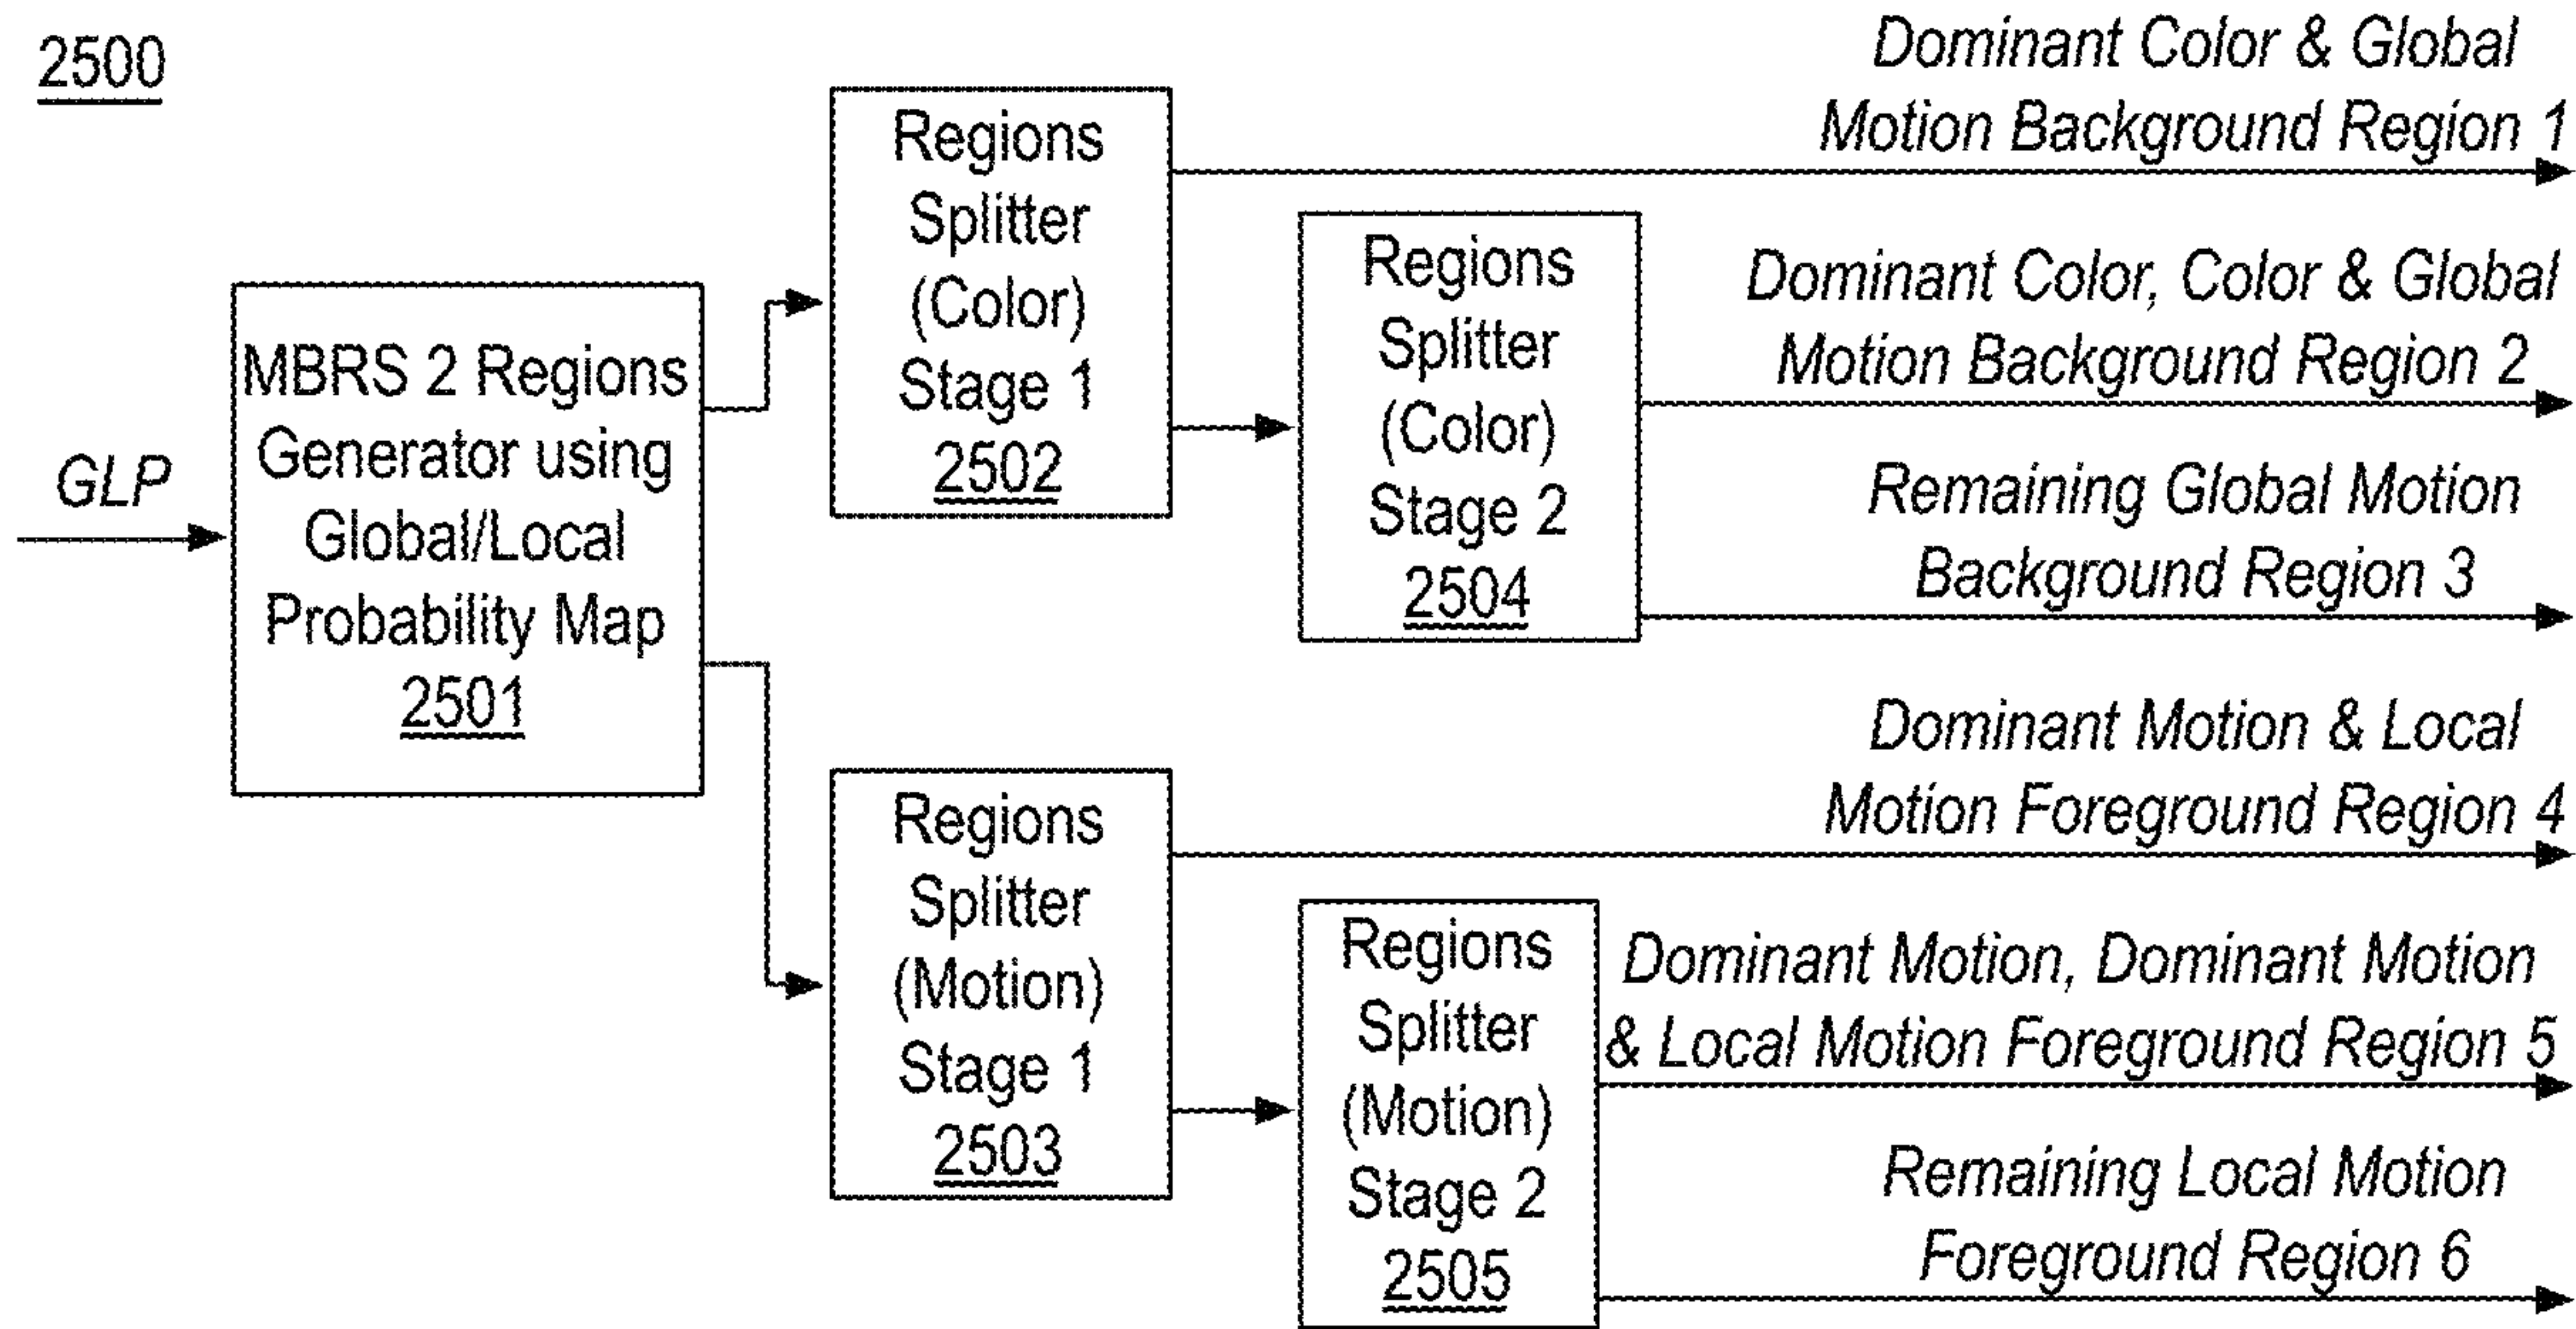 2500
GLP
MBRS 2 Regions
Generator using
Global/Local
Probability Map
2501
Regions
Splitter
(Color)
Stage 1
2502
Regions
Splitter
(Color)
Stage 2
2504
Dominant Color & Global
Motion Background Region 1
Dominant Color, Color & Global
Motion Background Region 2
Remaining Global Motion
Background Region 3
Regions
Splitter
(Motion)
Stage 1
2503
Regions
Splitter
(Motion)
Stage 2
2505
Dominant Motion & Local
Motion Foreground Region 4
Dominant Motion, Dominant Motion
& Local Motion Foreground Region 5
Remaining Local Motion
Foreground Region 6